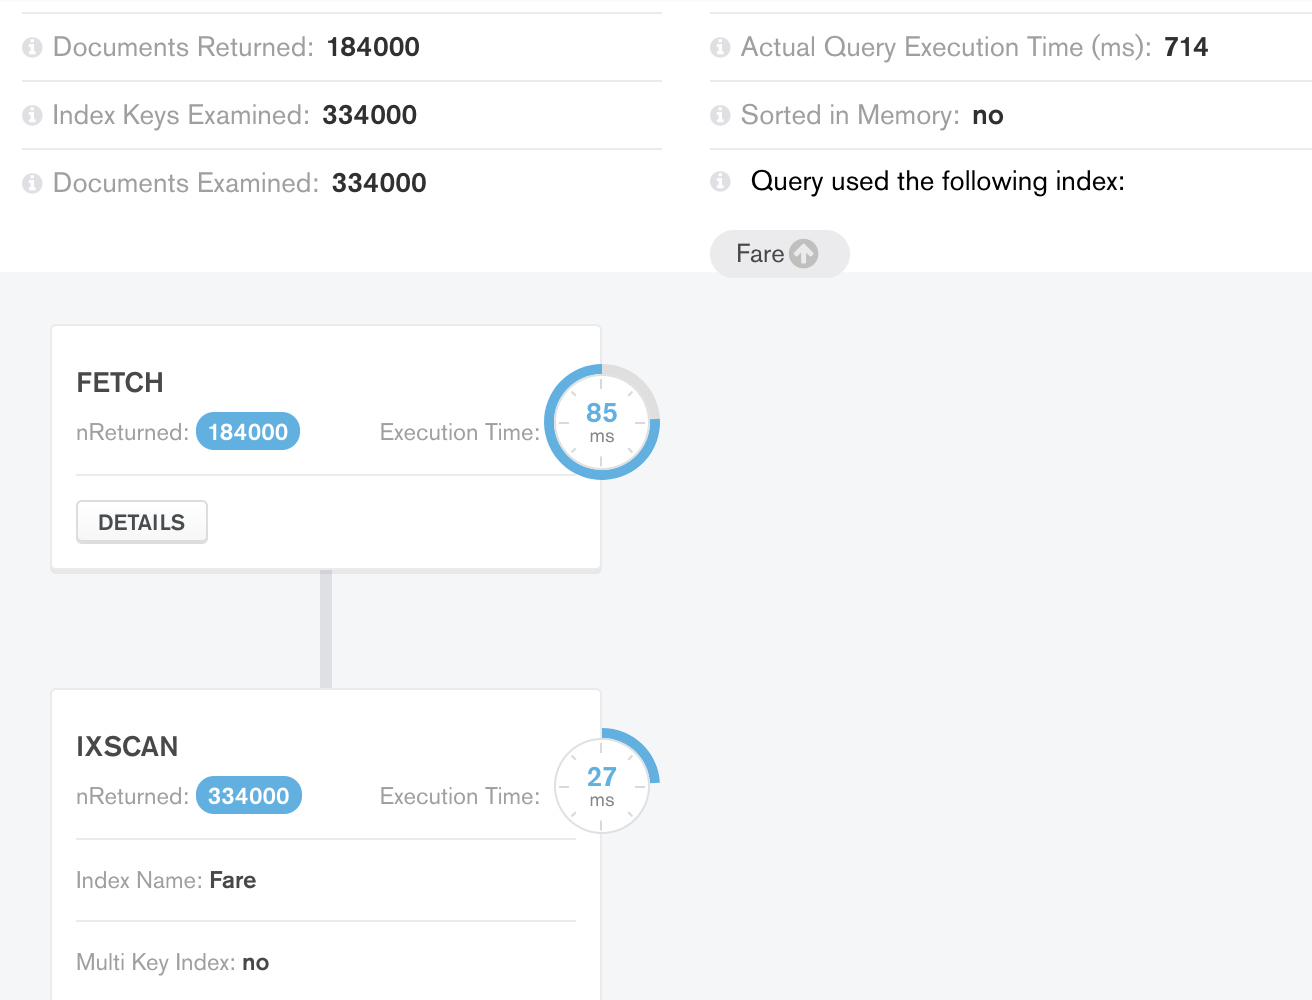 Documents Returned: 184000
Index Keys Examined: 334000
Documents Examined: 334000
Actual Query Execution Time (ms): 714
Sorted in Memory: no
Query used the following index:
Fare
FETCH
nReturned: 184000 Execution Time: 85 ms
DETAILS
IXSCAN
nReturned: 334000 Execution Time: 27 ms
Index Name: Fare
Multi Key Index: no